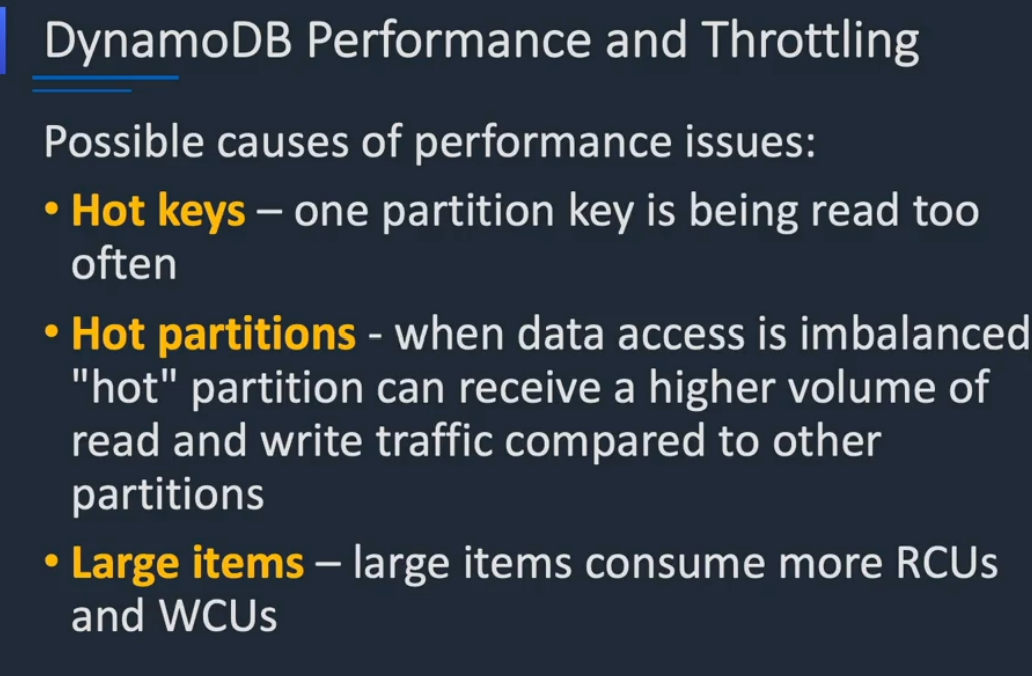 DynamoDB Performance and Throttling
Possible causes of performance issues:
• Hot keys – one partition key is being read too
often
• Hot partitions - when data access is imbalanced
"hot" partition can receive a higher volume of
read and write traffic compared to other
partitions
• Large items – large items consume more RCUs
and WCUs